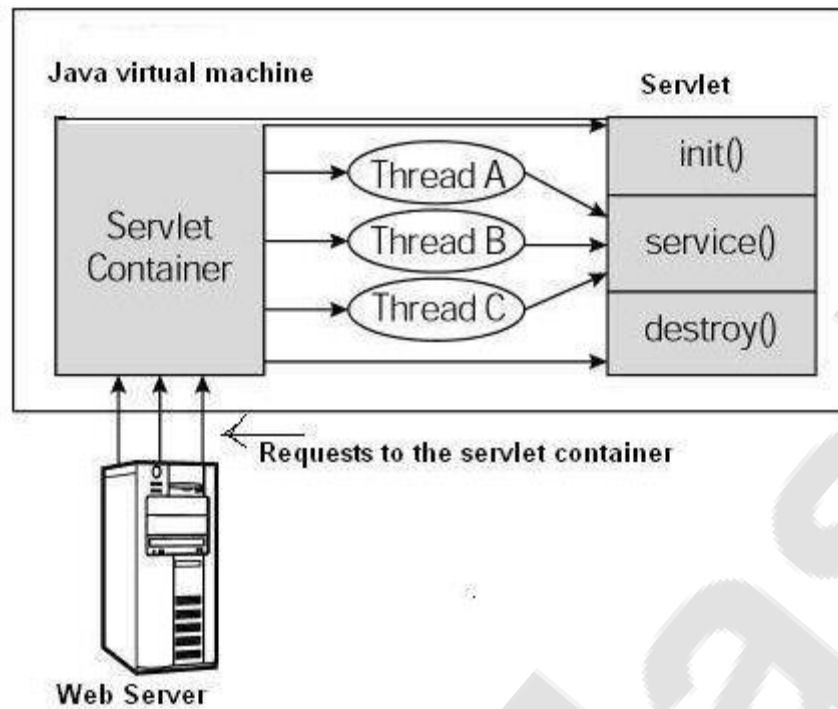 Java virtual machine
Servlet
Servlet
Container
Thread A
Thread B
Thread C
init()
service()
destroy()
Requests to the servlet container
Web Server